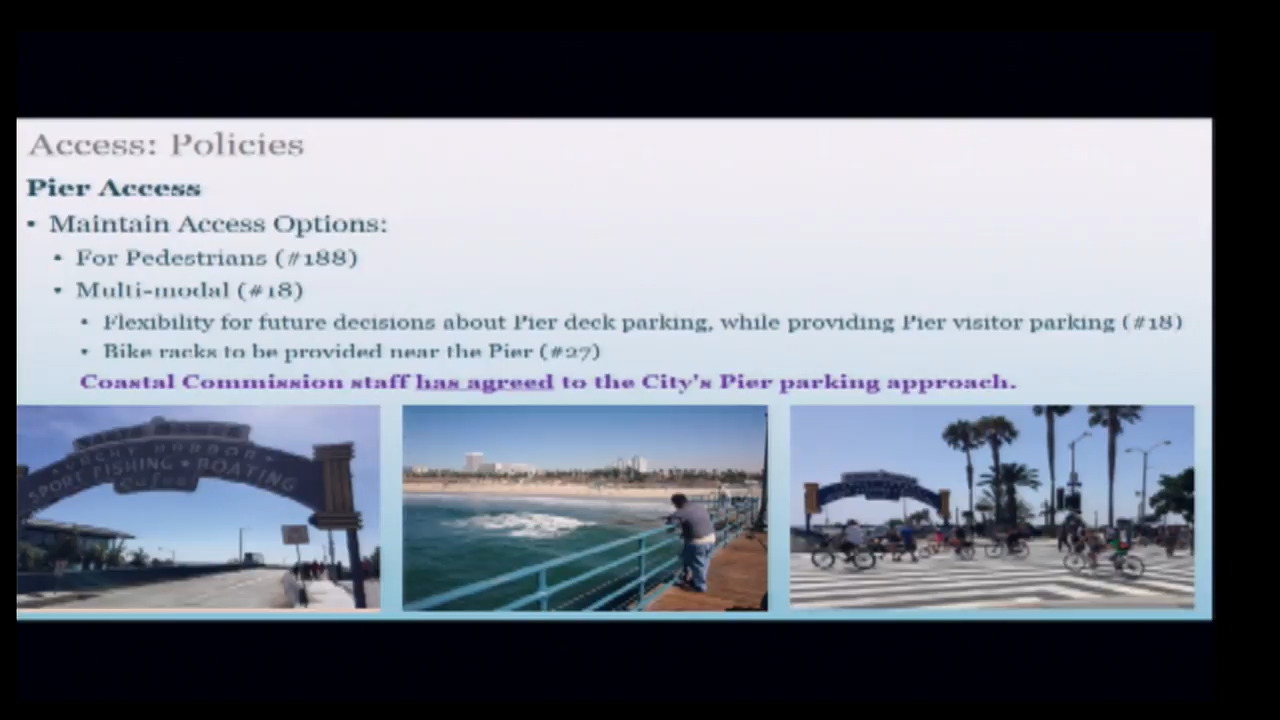 Access: Policies
Pier Access
• Maintain Access Options:
• For Pedestrians (#188)
• Multi-modal (#18)
• Flexibility for future decisions about Pier deck parking, while providing Pier visitor parking (#18)
• Bike racks to be provided near the Pier (#27)
Coastal Commission staff has agreed to the City's Pier parking approach.
SPORT FISHING • BOATING
Cafes